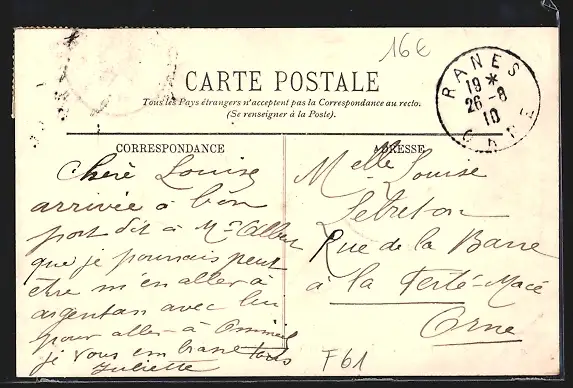 16€
CARTE POSTALE
Tous les Pays étrangers n'acceptent pas la Correspondance au recto.
(Se renseigner à la Poste).
RANES
19 *
26 - 8
10
ORNE
CORRESPONDANCE
Chère Louise
arrivée à bon
port dit à Mr Albert
que je pourrais peut
être m'en aller à
argentan avec lui
pour aller à
je vous embrasse tous
Juliette
ADRESSE
Melle Louise
Lebreton
Rue de la Barre
à la Ferté-Macé
Orne
F61